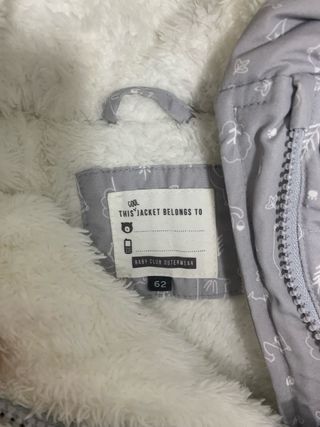 COOL
THIS JACKET BELONGS TO
BABY CLUB OUTERWEAR
62